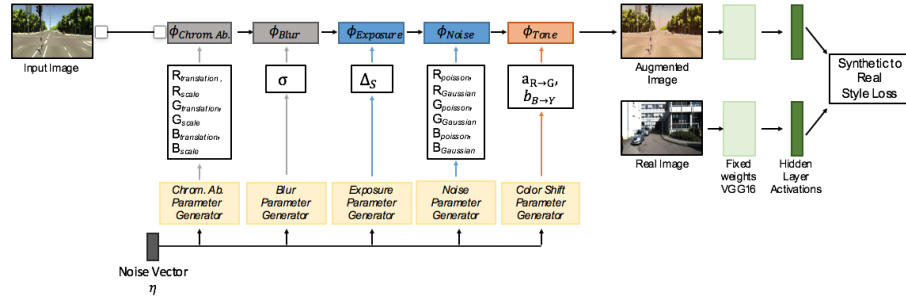 Input Image
ϕChrom. Ab.
ϕBlur
ϕExposure
ϕNoise
ϕTone
Rtranslation,
Rscale
Gtranslation,
Gscale
Btranslation,
Bscale
σ
ΔS
Rpoisson,
RGaussian
Gpoisson,
GGaussian
Bpoisson,
BGaussian
aR→G,
bB→Y
Chrom. Ab.
Parameter
Generator
Blur
Parameter
Generator
Exposure
Parameter
Generator
Noise
Parameter
Generator
Color Shift
Parameter
Generator
Noise Vector
η
Augmented
Image
Real Image
Fixed
weights
VGG16
Hidden
Layer
Activations
Synthetic to
Real
Style Loss